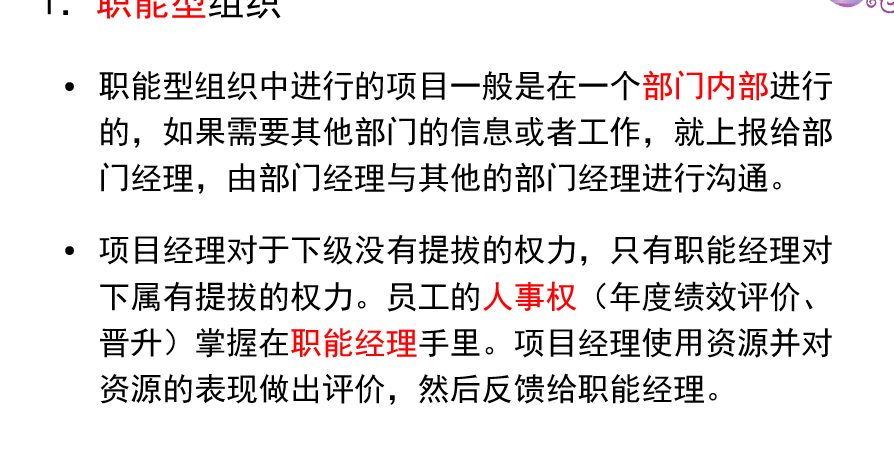 1. 职能型组织
• 职能型组织中进行的项目一般是在一个部门内部进行
的，如果需要其他部门的信息或者工作，就上报给部
门经理，由部门经理与其他的部门经理进行沟通。
• 项目经理对于下级没有提拔的权力，只有职能经理对
下属有提拔的权力。员工的人事权（年度绩效评价、
晋升）掌握在职能经理手里。项目经理使用资源并对
资源的表现做出评价，然后反馈给职能经理。